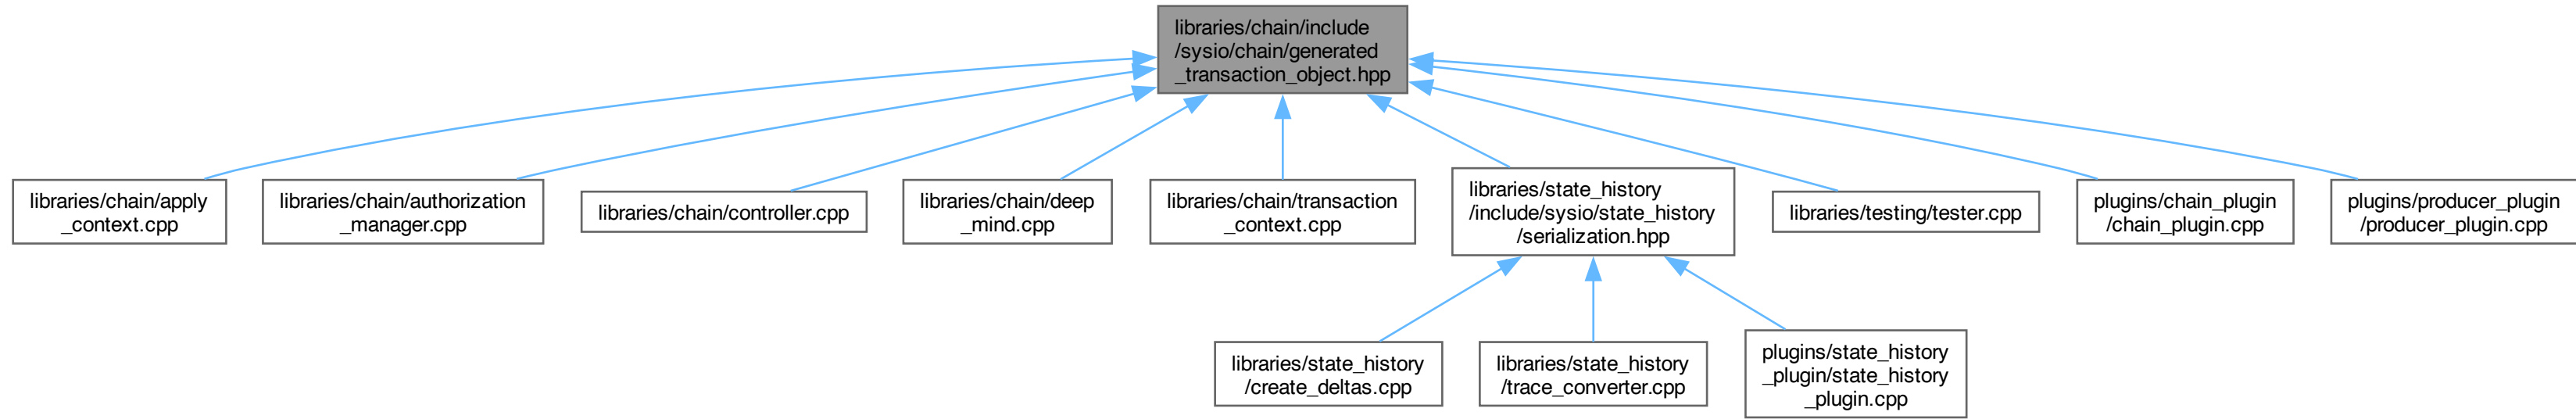 libraries/chain/include
/sysio/chain/generated
_transaction_object.hpp
libraries/chain/apply
_context.cpp
libraries/chain/authorization
_manager.cpp
libraries/chain/controller.cpp
libraries/chain/deep
_mind.cpp
libraries/chain/transaction
_context.cpp
libraries/state_history
/include/sysio/state_history
/serialization.hpp
libraries/testing/tester.cpp
plugins/chain_plugin
/chain_plugin.cpp
plugins/producer_plugin
/producer_plugin.cpp
libraries/state_history
/create_deltas.cpp
libraries/state_history
/trace_converter.cpp
plugins/state_history
_plugin/state_history
_plugin.cpp